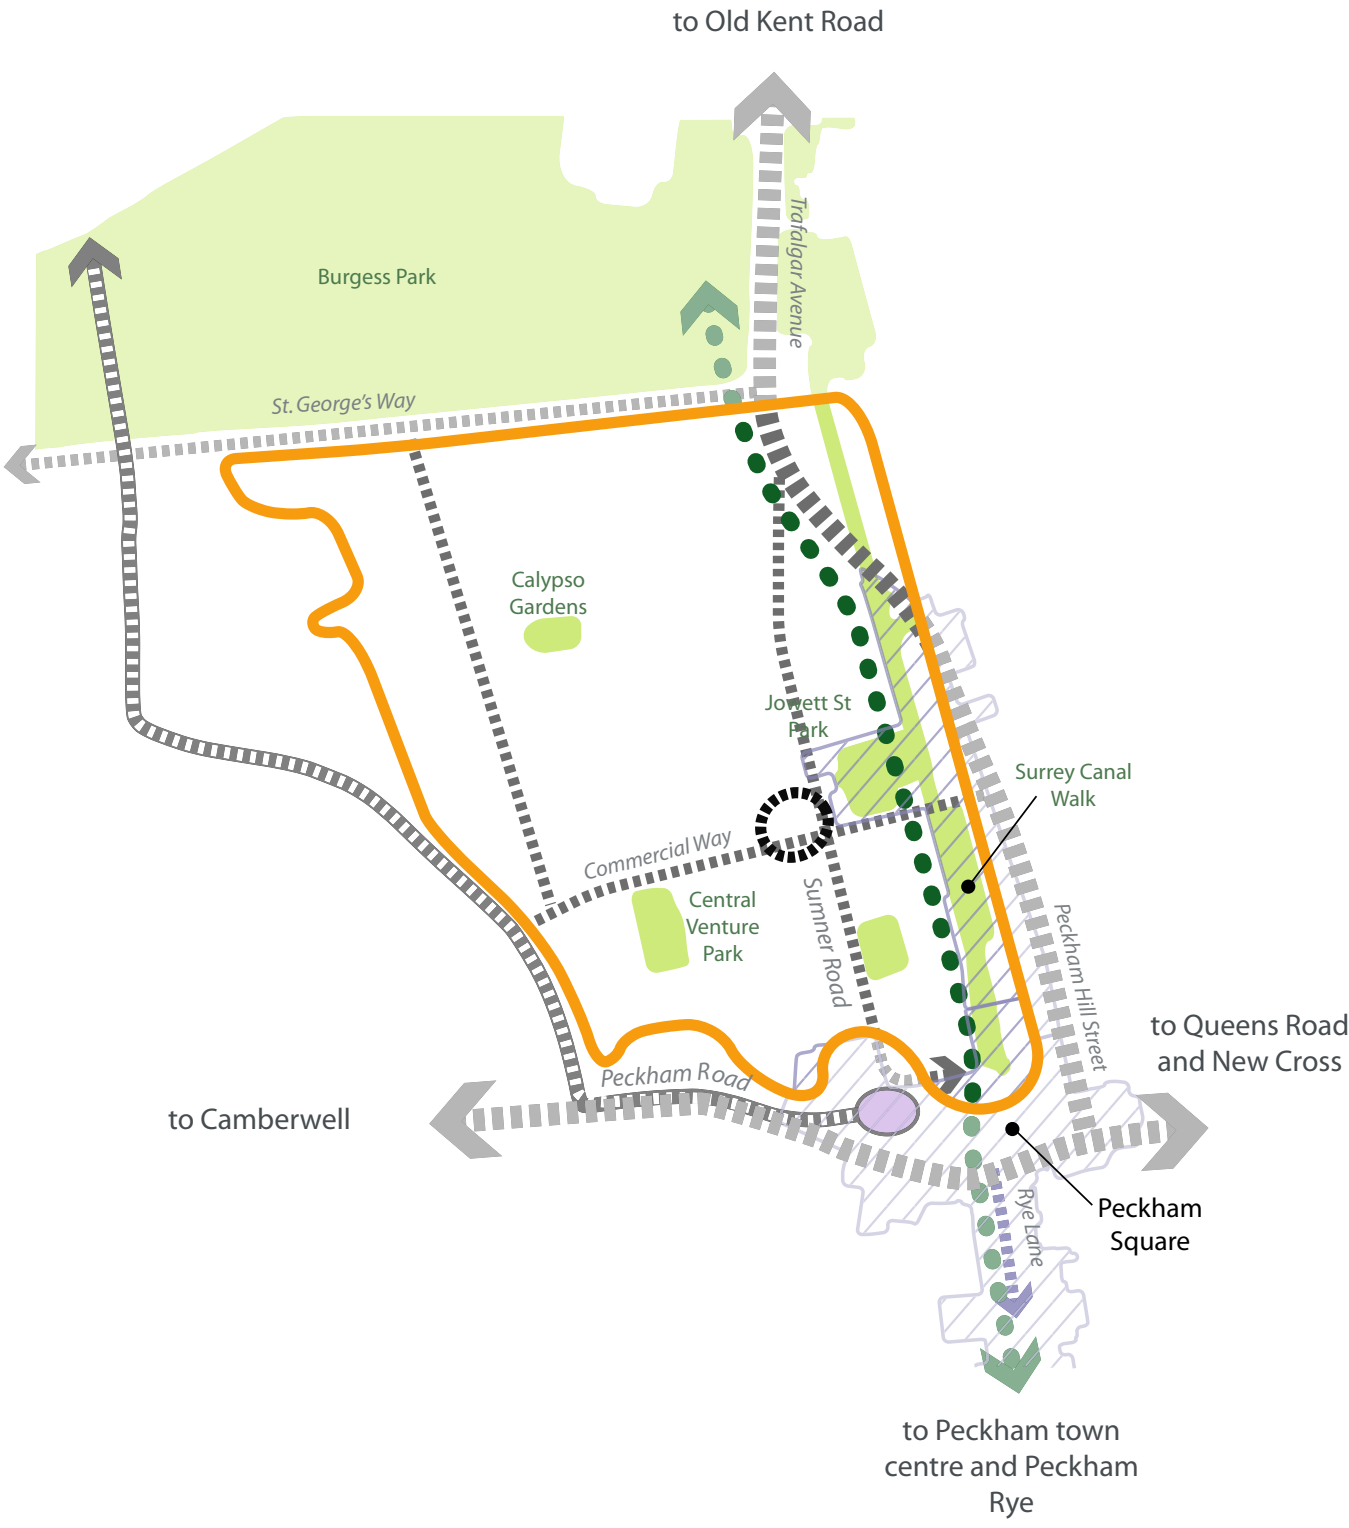 to Old Kent Road
Trafalgar Avenue
Burgess Park
St. George's Way
Calypso
Gardens
Jowett St
Park
Surrey Canal
Walk
Commercial Way
Central
Venture
Park
Sumner Road
Peckham Hill Street
to Queens Road
and New Cross
Peckham Road
to Camberwell
Rye Lane
Peckham
Square
to Peckham town
centre and Peckham
Rye